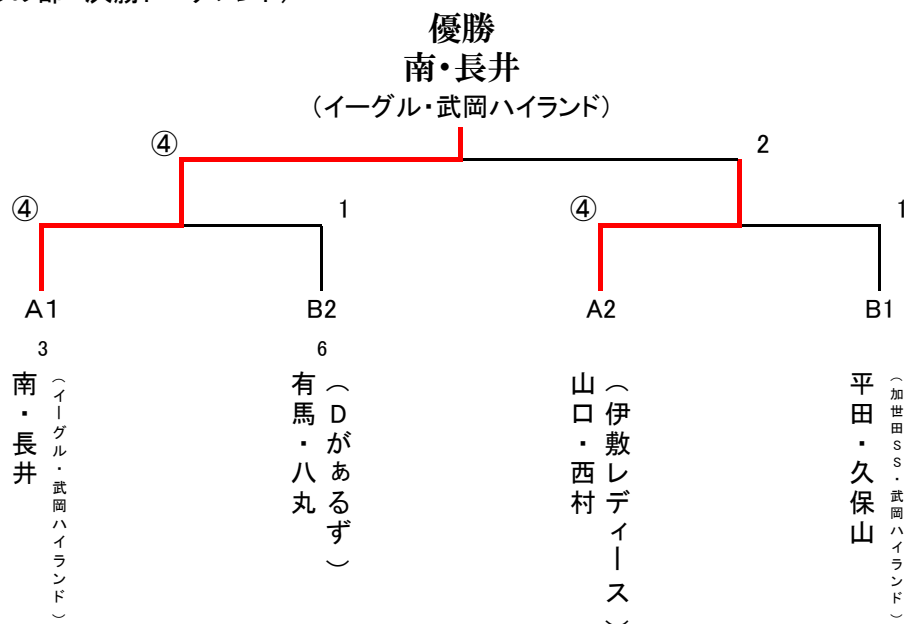 優勝
南・長井
（イーグル・武岡ハイランド）
④
2
④
1
④
1
A1
B2
A2
B1
3
6
南・長井
（イーグル・武岡ハイランド）
有馬・八丸
（Dがあるず）
山口・西村
（伊敷レディース）
平田・久保山
（加世田SS・武岡ハイランド）